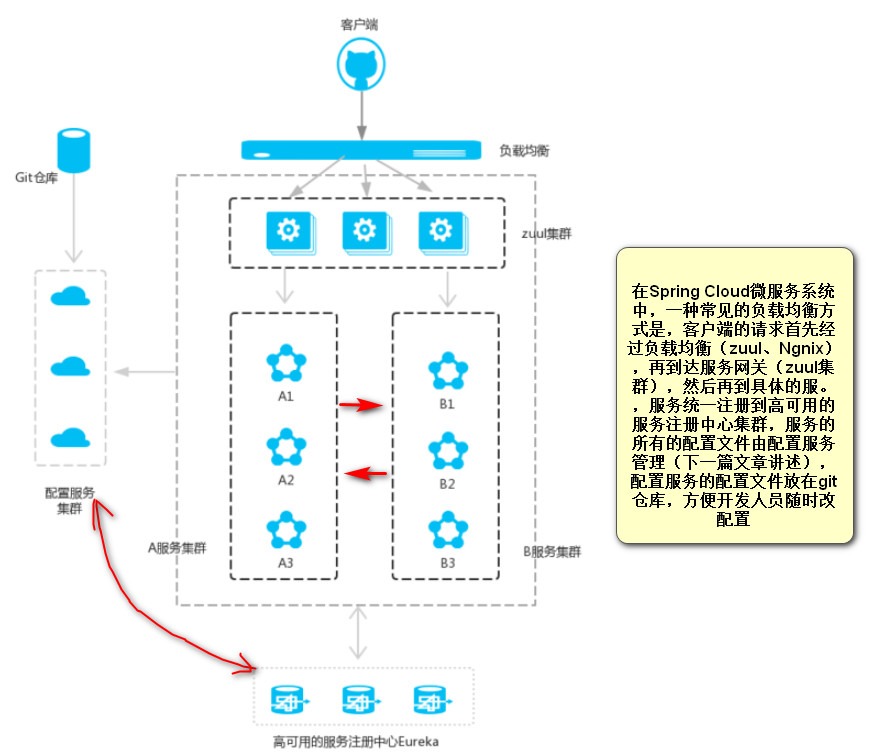 客户端
负载均衡
Git仓库
zuul集群
A1
B1
A2
B2
A3
B3
配置服务
集群
A服务集群
B服务集群
高可用的服务注册中心Eureka
在Spring Cloud微服务系统
中，一种常见的负载均衡方
式是，客户端的请求首先经
过负载均衡（zuul、Ngnix）
，再到达服务网关（zuul集
群），然后再到具体的服。
，服务统一注册到高可用的
服务注册中心集群，服务的
所有的配置文件由配置服务
管理（下一篇文章讲述），
配置服务的配置文件放在git
仓库，方便开发人员随时改
配置